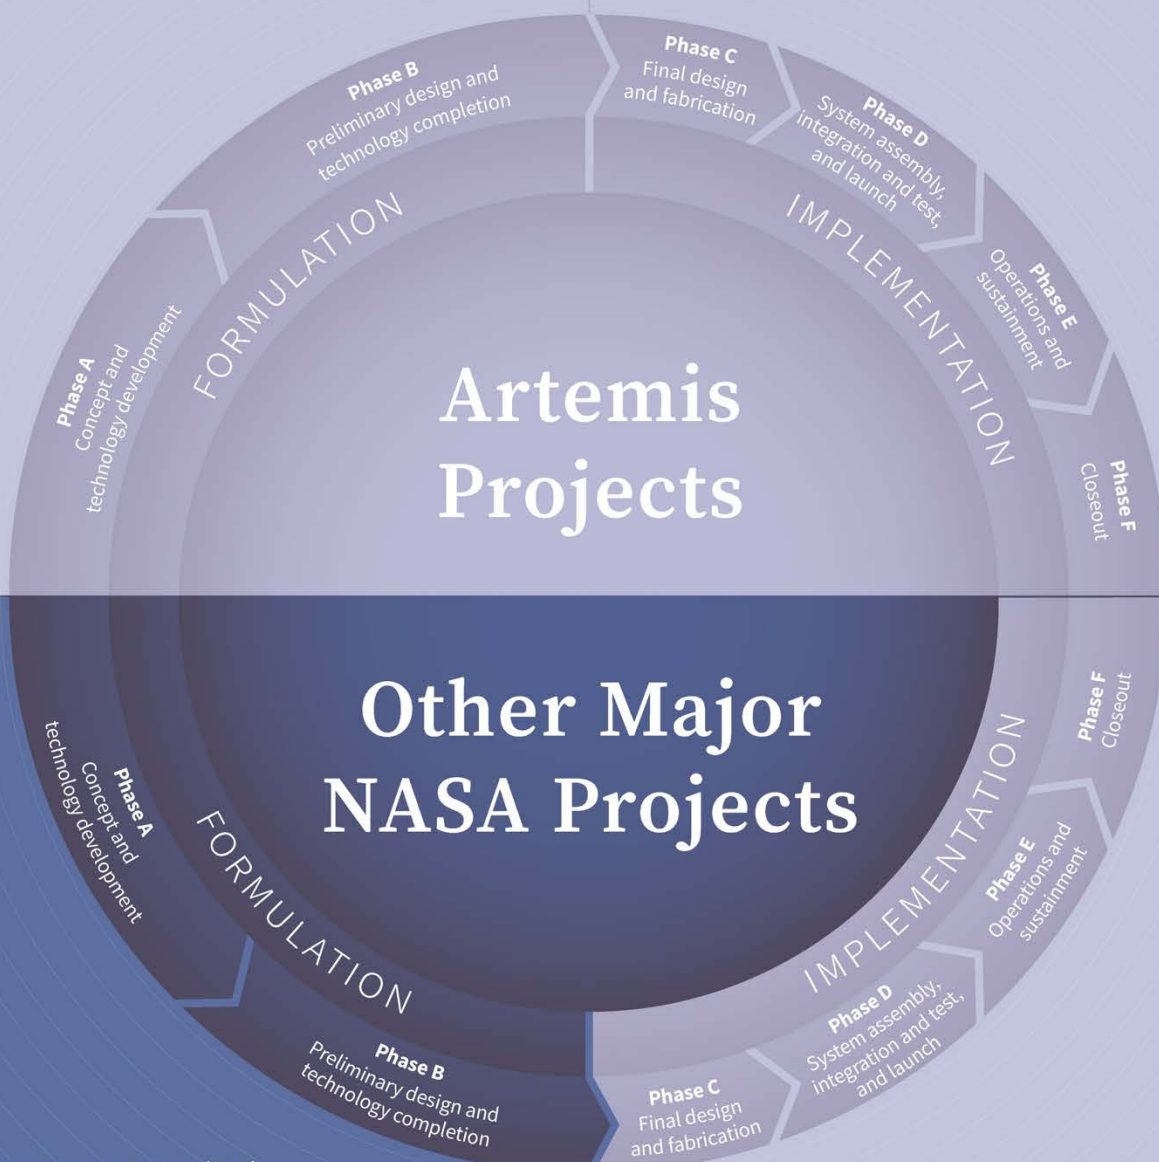 Phase B
Preliminary design and
technology completion
Phase C
Final design
and fabrication
Phase D
System assembly,
integration and test,
and launch
Phase A
Concept and
technology development
FORMULATION
IMPLEMENTATION
Phase E
Operations and
sustainment
Phase F
Closeout
Artemis
Projects
Other Major
NASA Projects
Phase A
Concept and
technology development
FORMULATION
IMPLEMENTATION
Phase F
Closeout
Phase E
Operations and
sustainment
Phase B
Preliminary design and
technology completion
Phase C
Final design
and fabrication
Phase D
System assembly,
integration and test,
and launch